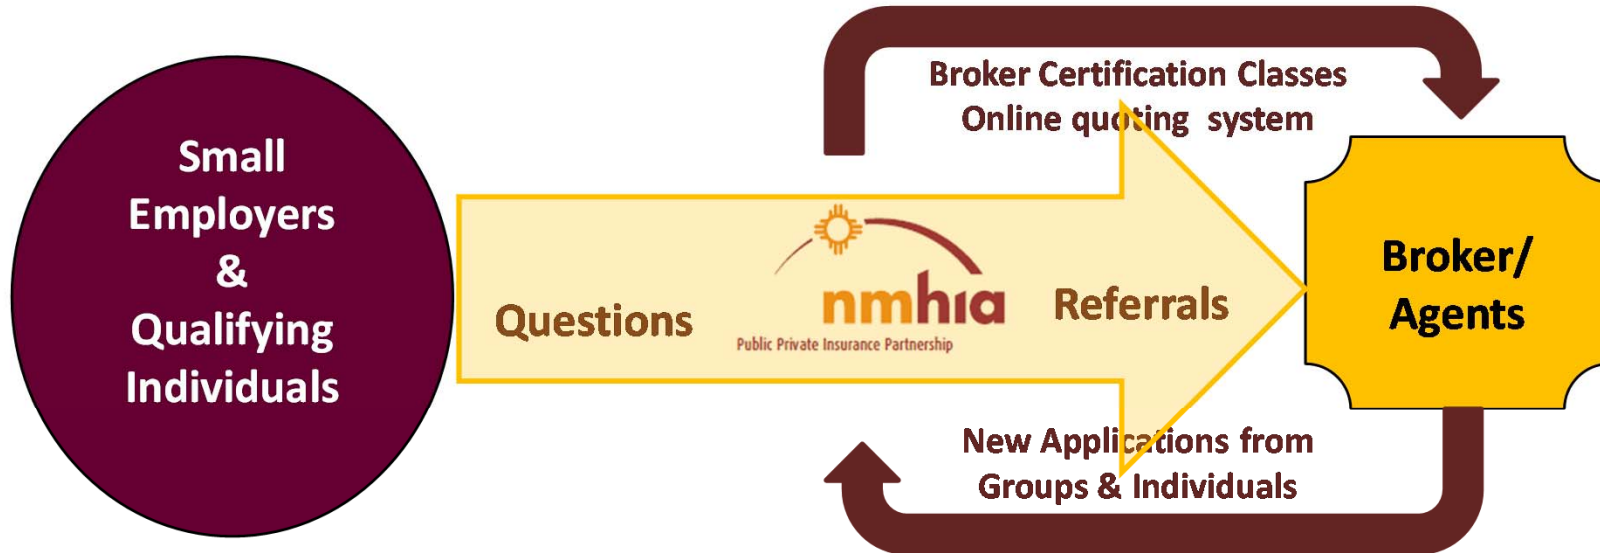 Small
Employers
&
Qualifying
Individuals
Questions
nmhia
Public Private Insurance Partnership
Referrals
Broker Certification Classes
Online quoting system
Broker/
Agents
New Applications from
Groups & Individuals